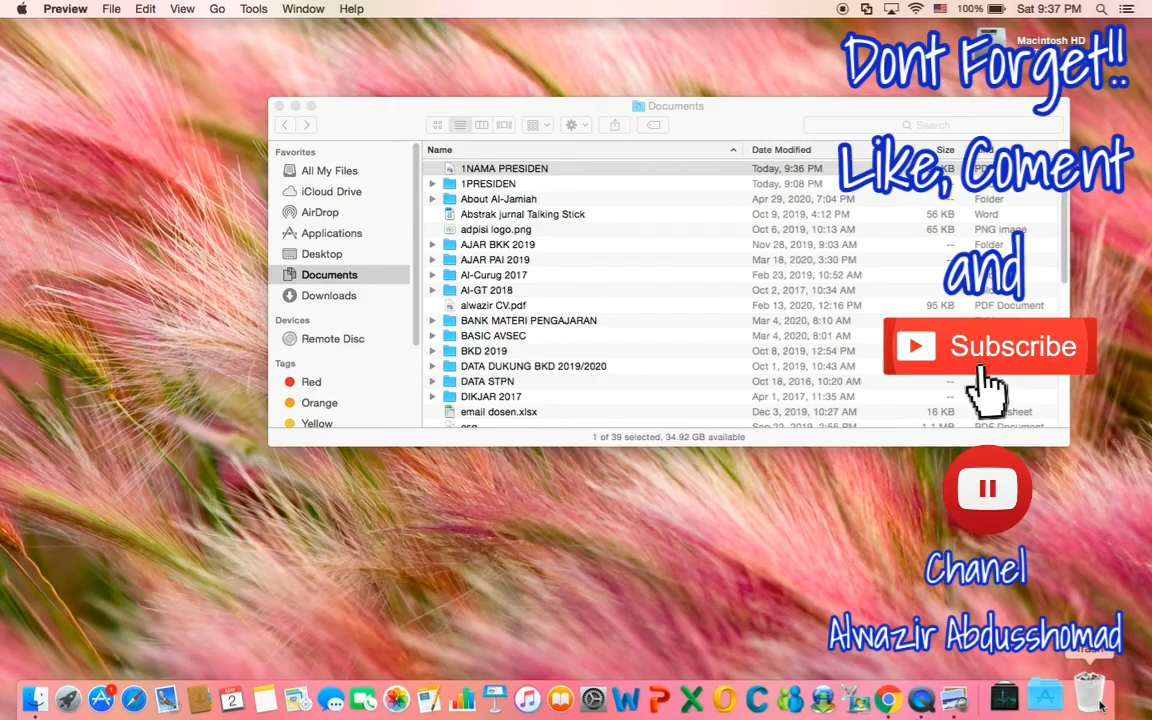 Preview File Edit View Go Tools Window Help 100% Sat 9:37 PM
Macintosh HD
Dont Forget!!
Like, Coment
and
Subscribe
Chanel
Alwazir Abdusshomad
Documents
Search
Favorites
All My Files
iCloud Drive
AirDrop
Applications
Desktop
Documents
Downloads
Devices
Remote Disc
Tags
Red
Orange
Yellow
Name Date Modified Size
1NAMA PRESIDEN Today, 9:36 PM
1PRESIDEN Today, 9:08 PM -- Folder
About Al-Jamiah Apr 29, 2020, 7:04 PM -- Folder
Abstrak jurnal Talking Stick Oct 9, 2019, 4:12 PM 56 KB Word
adpisi logo.png Oct 6, 2019, 10:13 AM 65 KB PNG image
AJAR BKK 2019 Nov 28, 2019, 9:03 AM -- Folder
AJAR PAI 2019 Mar 18, 2020, 3:30 PM --
Al-Curug 2017 Feb 23, 2019, 10:52 AM --
Al-GT 2018 Oct 2, 2017, 10:34 AM --
alwazir CV.pdf Feb 13, 2020, 12:16 PM 95 KB PDF Document
BANK MATERI PENGAJARAN Mar 4, 2020, 8:10 AM
BASIC AVSEC Mar 4, 2020, 8:01 AM
BKD 2019 Oct 8, 2019, 12:54 PM
DATA DUKUNG BKD 2019/2020 Oct 1, 2019, 10:43 AM
DATA STPN Oct 18, 2016, 10:20 AM --
DIKJAR 2017 Apr 1, 2017, 11:35 AM --
email dosen.xlsx Dec 3, 2019, 10:27 AM 16 KB
1 of 39 selected, 34.92 GB available